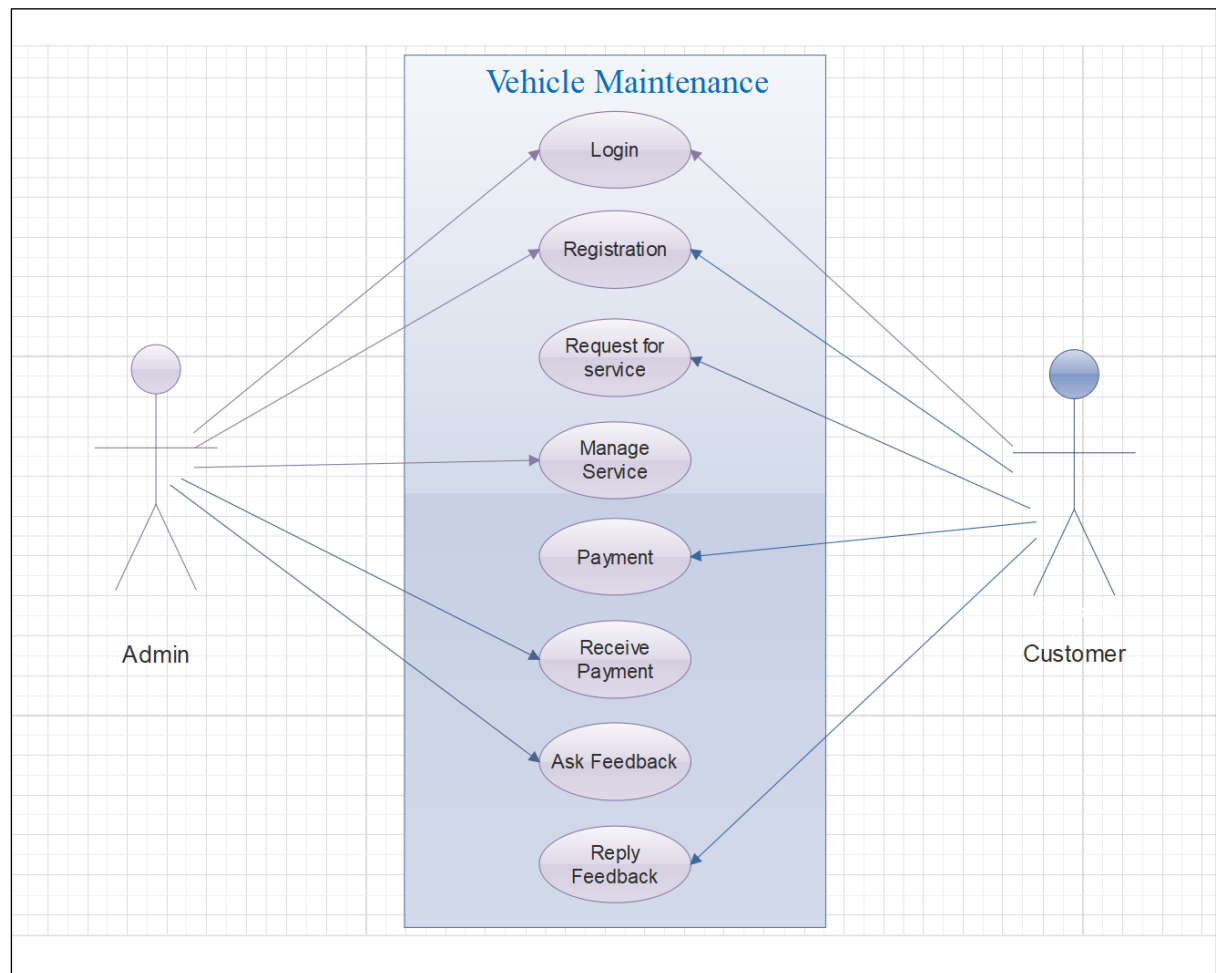 Vehicle Maintenance
Login
Registration
Request for
service
Manage
Service
Payment
Receive
Payment
Ask Feedback
Reply
Feedback
Admin
Customer